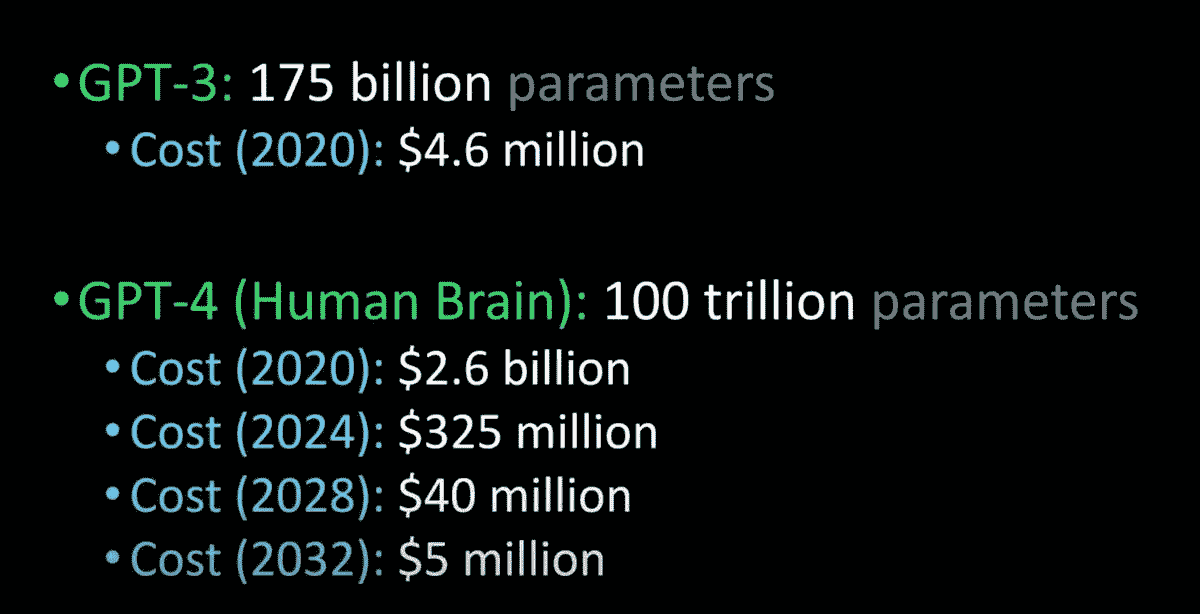 •GPT-3: 175 billion parameters
•Cost (2020): $4.6 million
•GPT-4 (Human Brain): 100 trillion parameters
•Cost (2020): $2.6 billion
•Cost (2024): $325 million
•Cost (2028): $40 million
•Cost (2032): $5 million